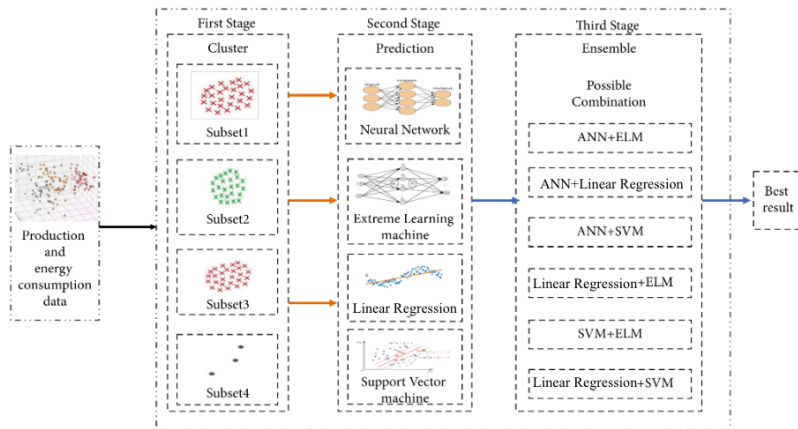 First Stage
Second Stage
Third Stage
Cluster
Prediction
Ensemble
Subset1
Subset2
Subset3
Subset4
Neural Network
Extreme Learning
machine
Linear Regression
Support Vector
machine
Possible
Combination
ANN+ELM
ANN+Linear Regression
ANN+SVM
Linear Regression+ELM
SVM+ELM
Linear Regression+SVM
Production
and
energy
consumption
data
Best
result